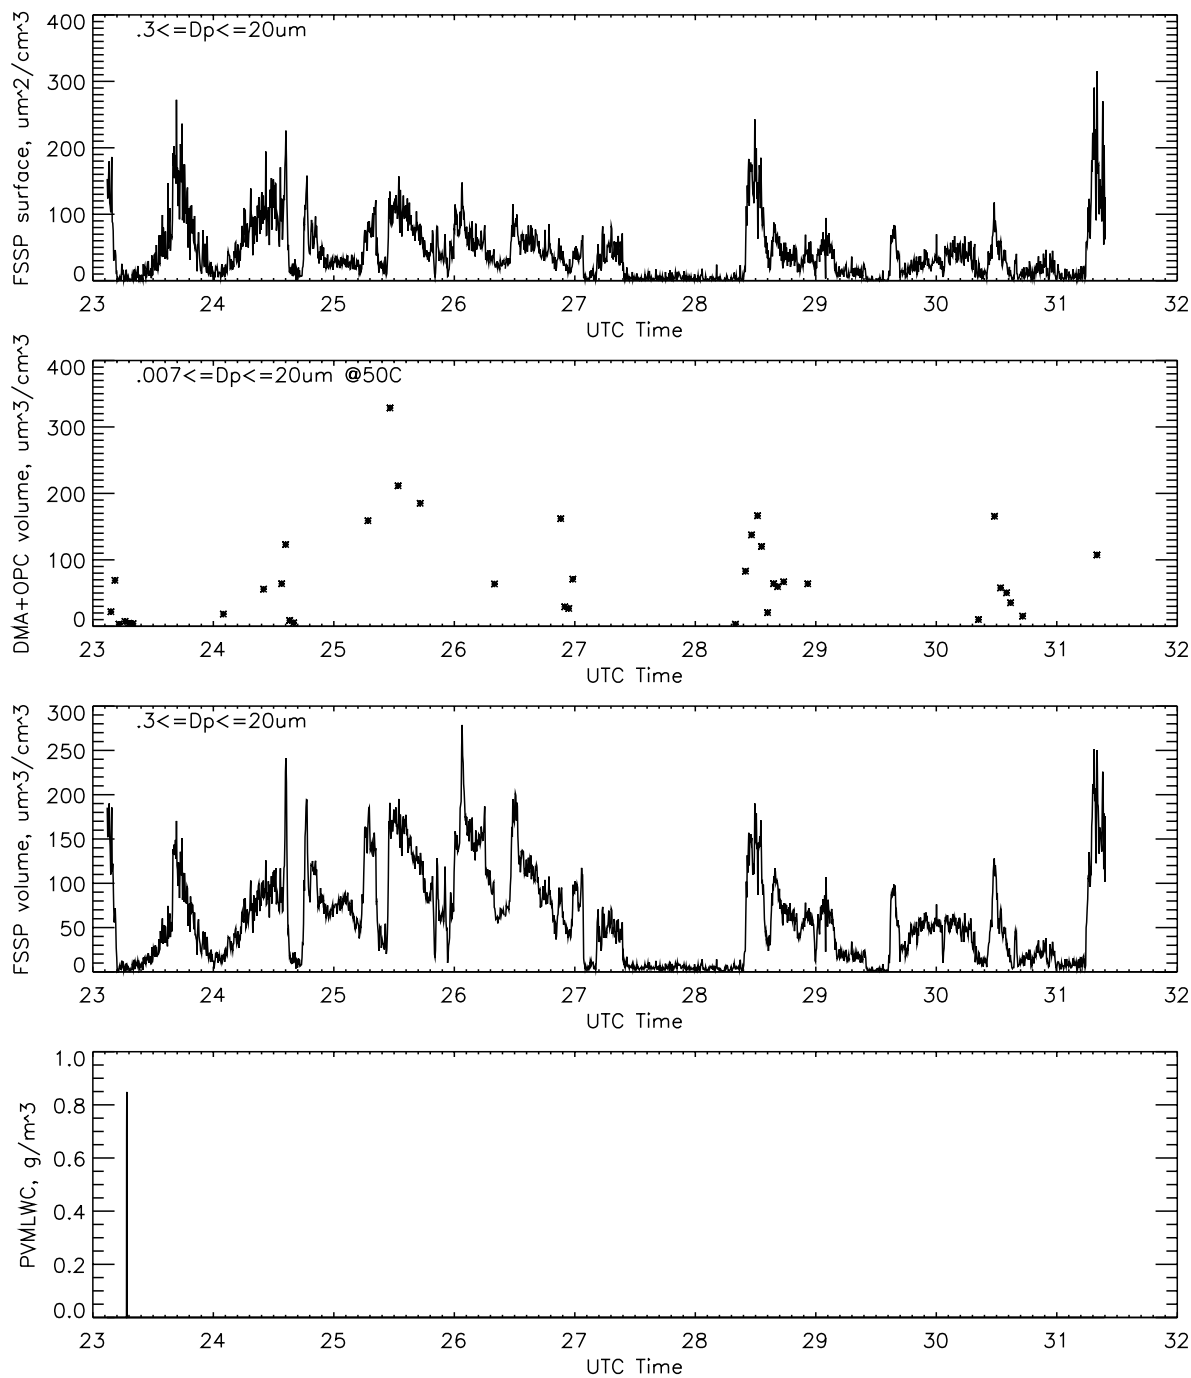 FSSP surface, um^2/cm^3
.3<=Dp<=20um
400
300
200
100
0
23 24 25 26 27 28 29 30 31 32
UTC Time
DMA+OPC volume, um^3/cm^3
.007<=Dp<=20um @50C
400
300
200
100
0
23 24 25 26 27 28 29 30 31 32
UTC Time
FSSP volume, um^3/cm^3
.3<=Dp<=20um
300
250
200
150
100
50
0
23 24 25 26 27 28 29 30 31 32
UTC Time
PVMLWC, g/m^3
1.0
0.8
0.6
0.4
0.2
0.0
23 24 25 26 27 28 29 30 31 32
UTC Time